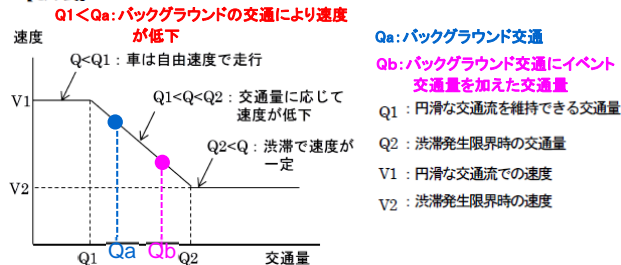 Q1<Qa:バックグラウンドの交通により速度
が低下
速度
Q<Q1：車は自由速度で走行
V1
Q1<Q<Q2：交通量に応じて
速度が低下
Q2<Q：渋滞で速度が
一定
V2
Q1
Qa
Qb
Q2
交通量
Qa:バックグラウンド交通
Qb:バックグラウンド交通にイベント
交通量を加えた交通量
Q1：円滑な交通流を維持できる交通量
Q2：渋滞発生限界時の交通量
V1：円滑な交通流での速度
V2：渋滞発生限界時の速度